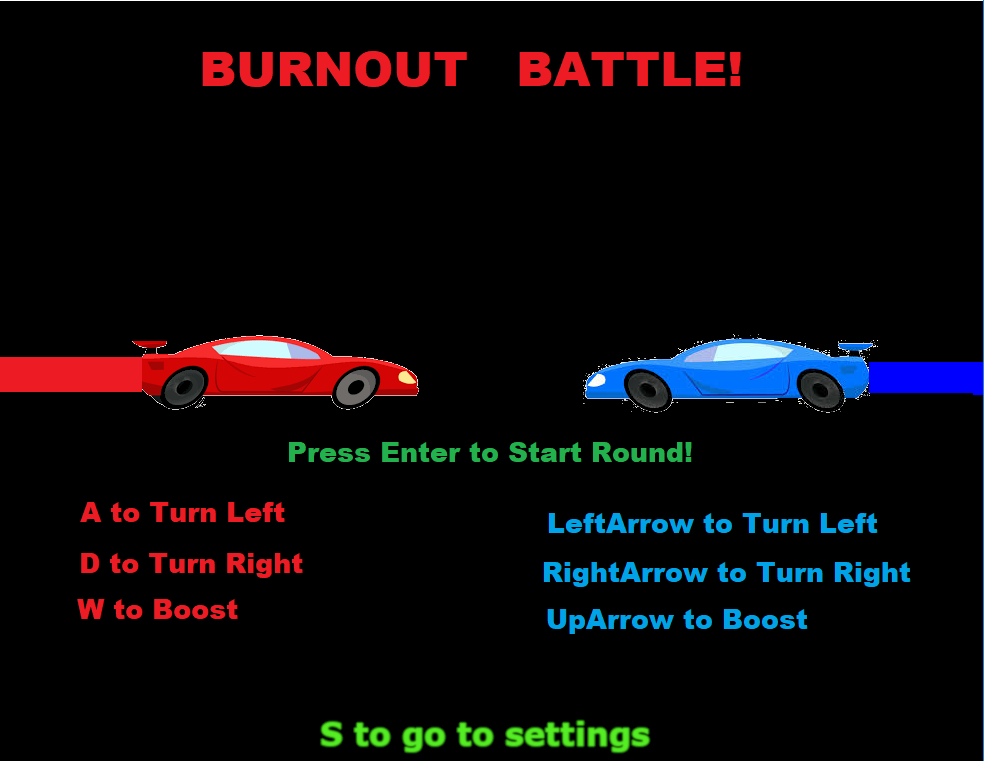 BURNOUT BATTLE!
Press Enter to Start Round!
A to Turn Left
D to Turn Right
W to Boost
LeftArrow to Turn Left
RightArrow to Turn Right
UpArrow to Boost
S to go to settings